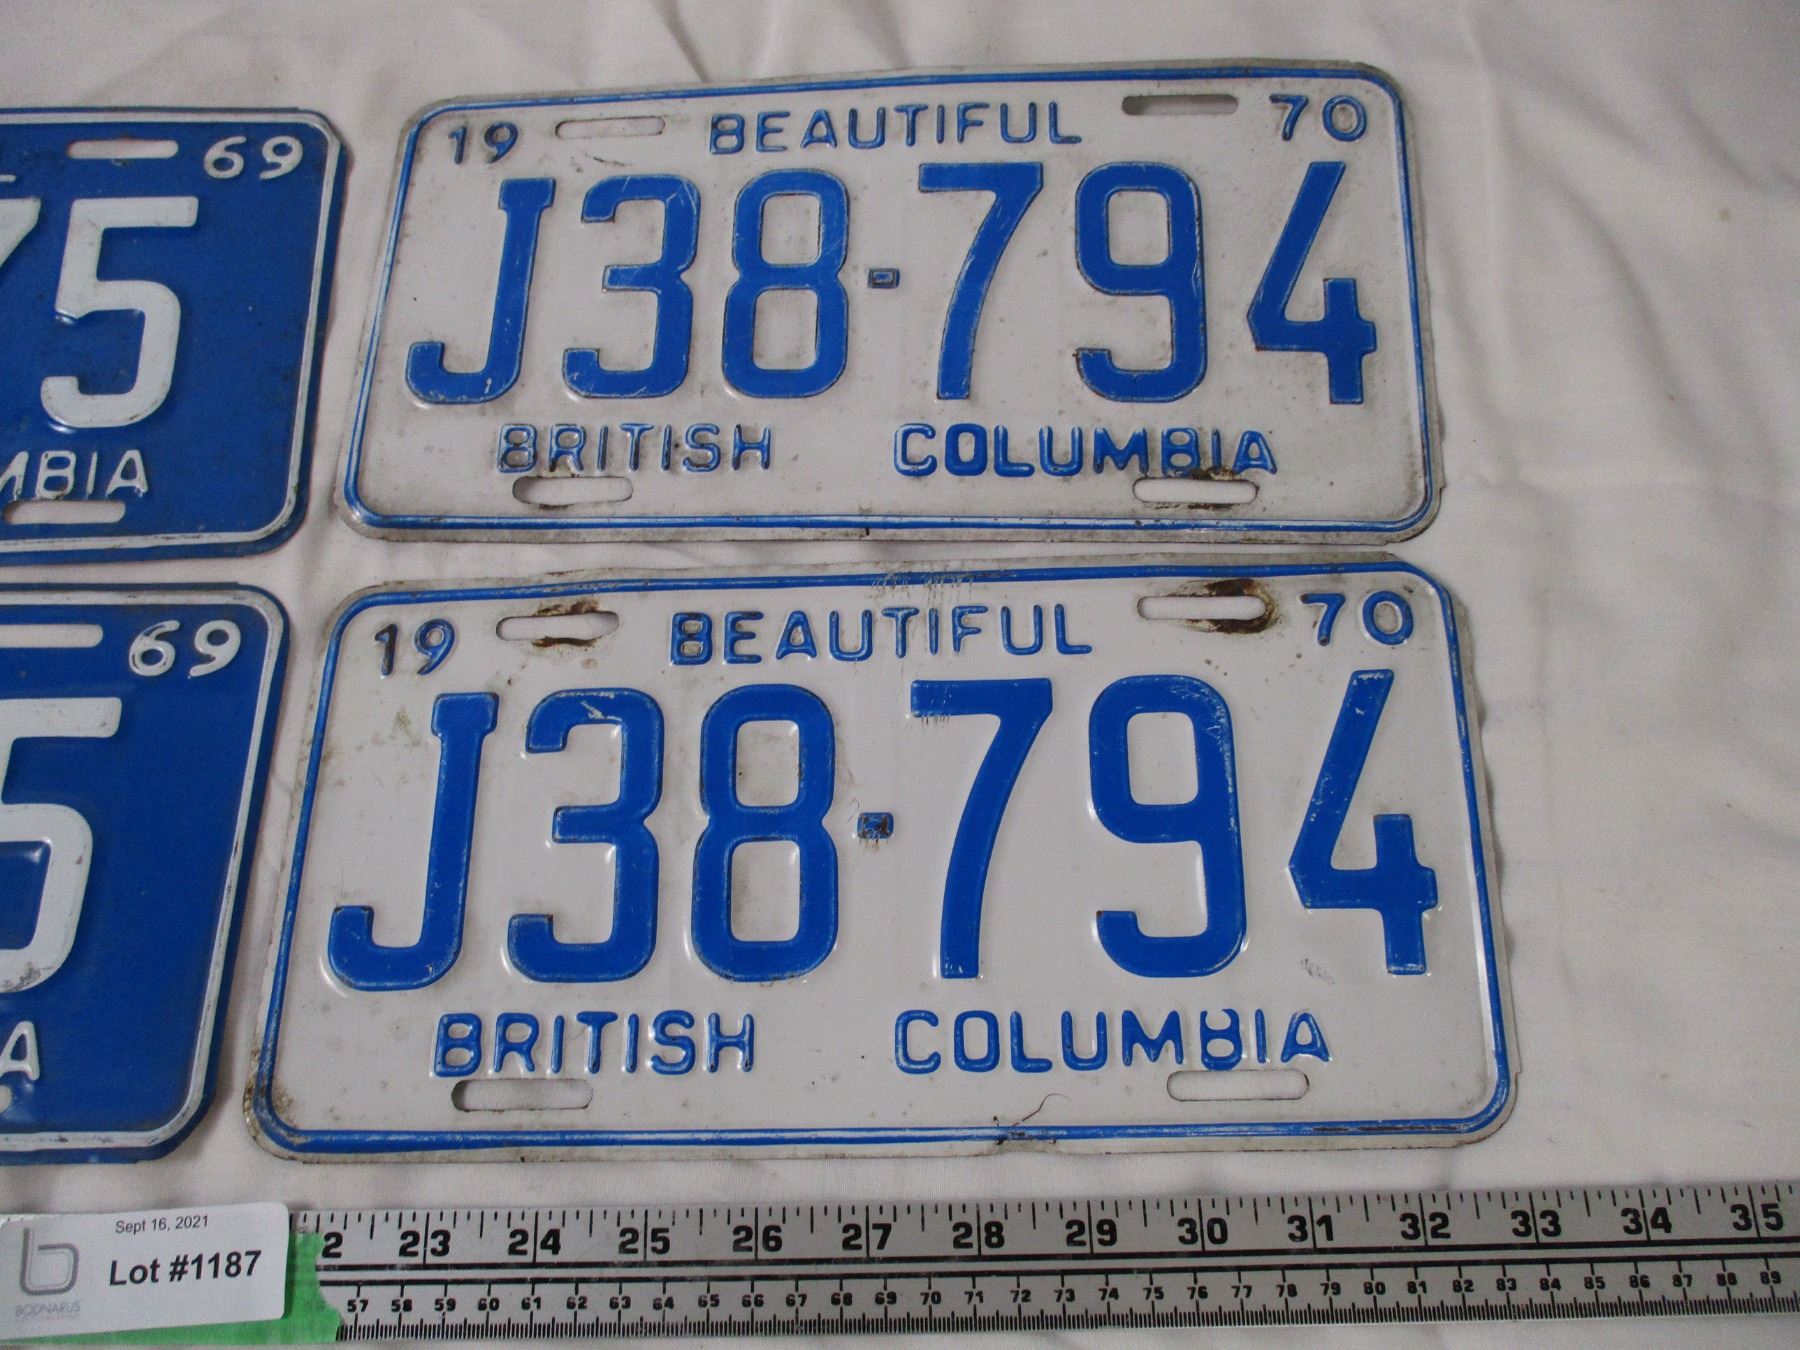 19 BEAUTIFUL 70
J38-794
BRITISH COLUMBIA
69
75
MBIA
19 BEAUTIFUL 70
J38-794
BRITISH COLUMBIA
69
5
A
Sept 16, 2021
Lot #1187
BODNARUS
2 23 24 25 26 27 28 29 30 31 32 33 34 35
57 58 59 60 61 62 63 64 65 66 67 68 69 70 71 72 73 74 75 76 77 78 79 80 81 82 83 84 85 86 87 88 89